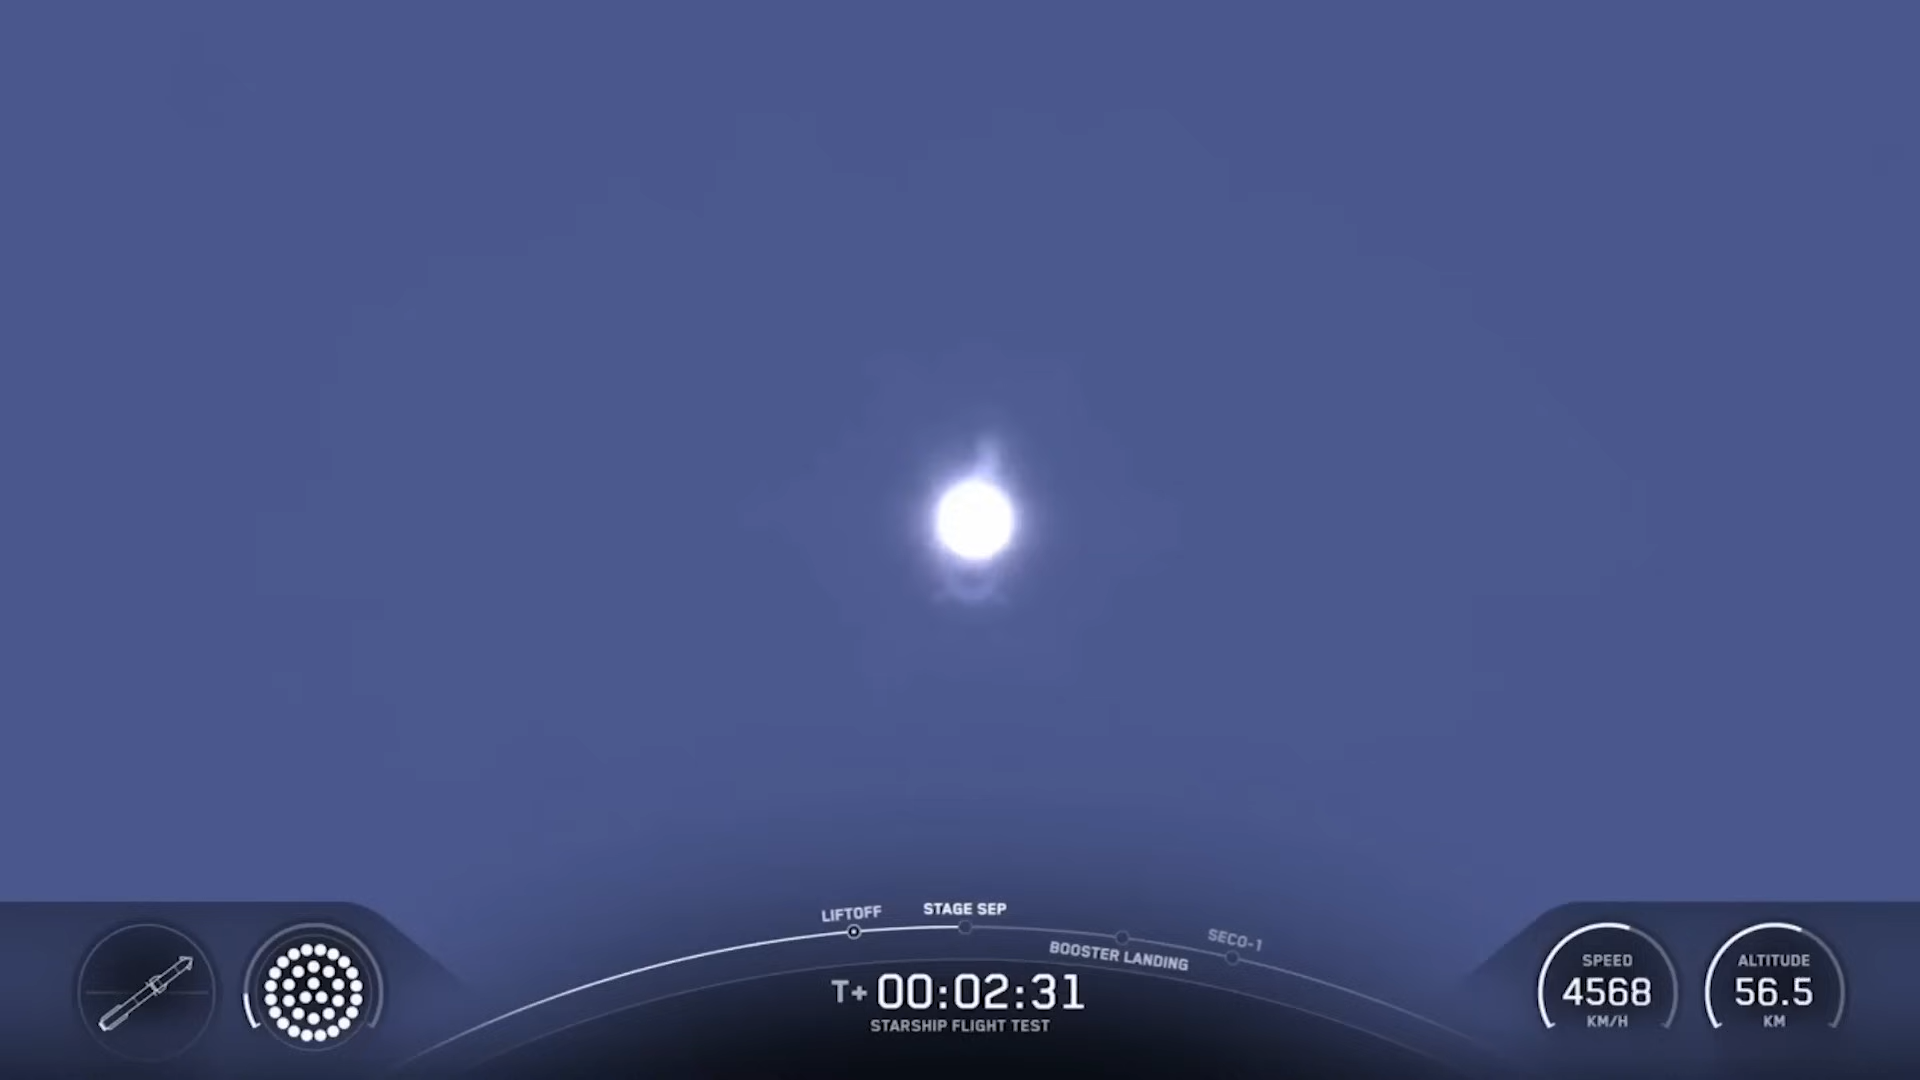 LIFTOFF
STAGE SEP
BOOSTER LANDING
SECO-1
T+ 00:02:31
STARSHIP FLIGHT TEST
SPEED
4568
KM/H
ALTITUDE
56.5
KM